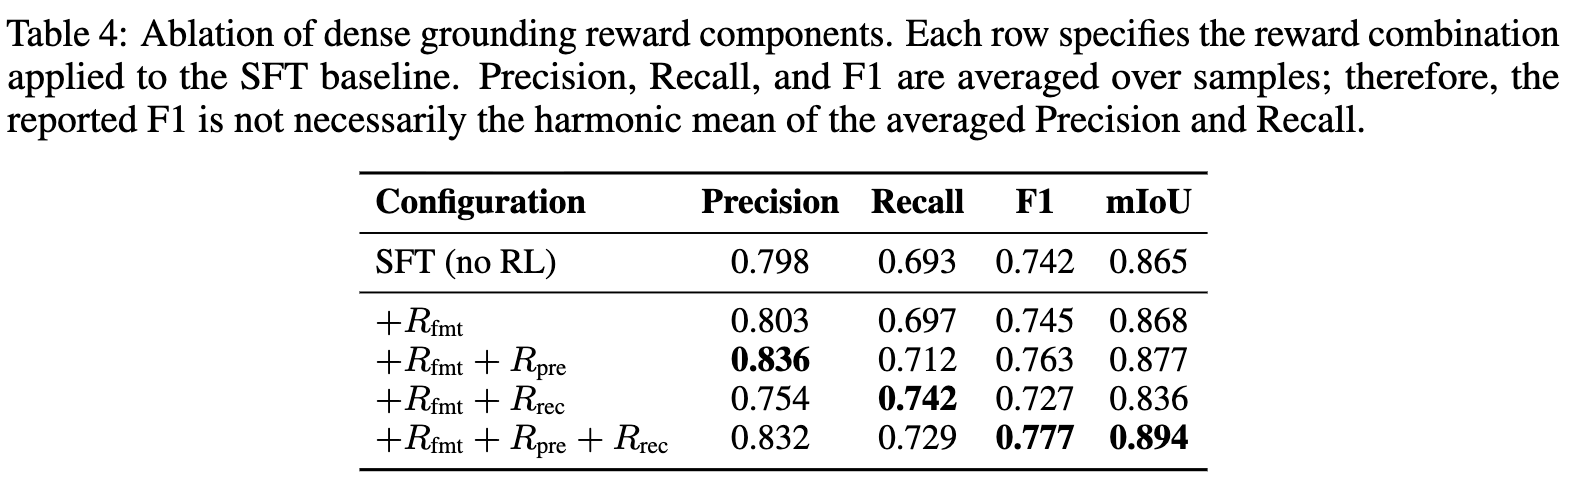 Table 4: Ablation of dense grounding reward components. Each row specifies the reward combination
applied to the SFT baseline. Precision, Recall, and F1 are averaged over samples; therefore, the
reported F1 is not necessarily the harmonic mean of the averaged Precision and Recall.
Configuration Precision Recall F1 mIoU
SFT (no RL) 0.798 0.693 0.742 0.865
+Rfmt 0.803 0.697 0.745 0.868
+Rfmt + Rpre 0.836 0.712 0.763 0.877
+Rfmt + Rrec 0.754 0.742 0.727 0.836
+Rfmt + Rpre + Rrec 0.832 0.729 0.777 0.894